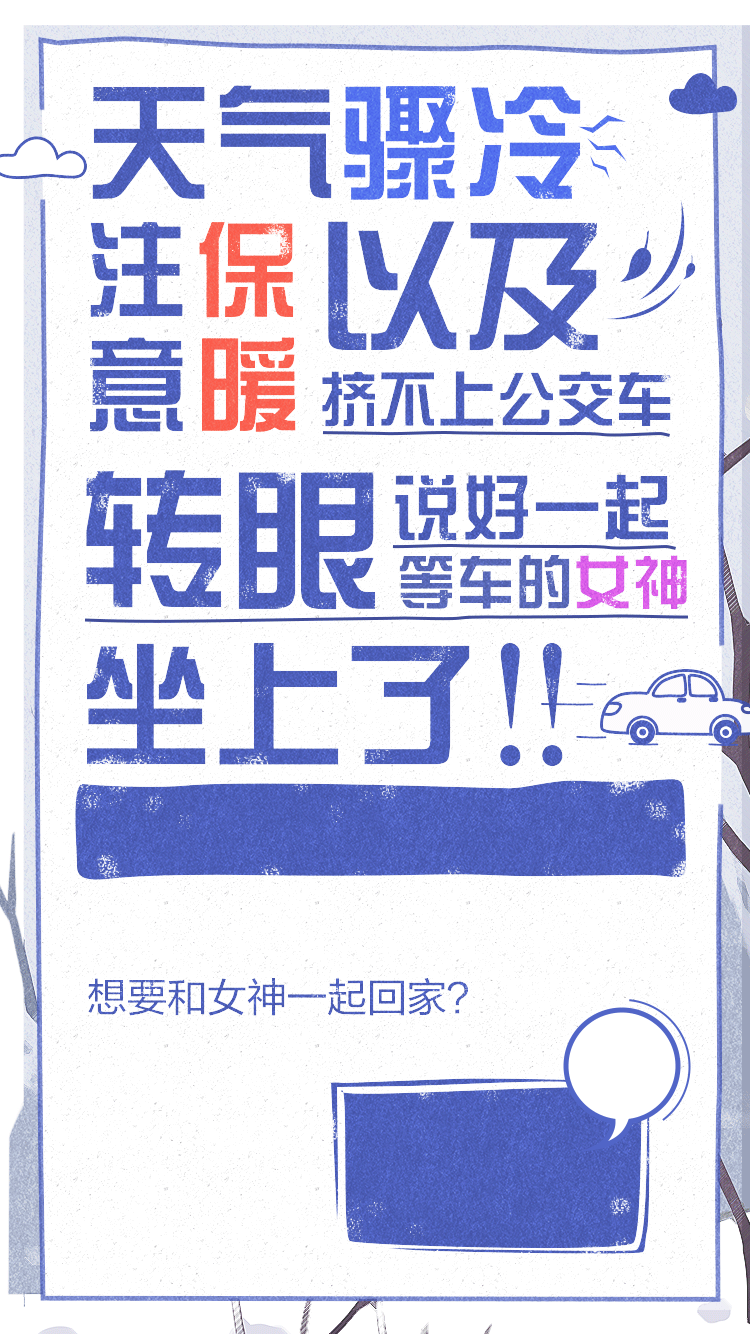 天气骤冷
注意保暖以及
挤不上公交车
转眼说好一起
等车的女神
坐上了!!
想要和女神一起回家?